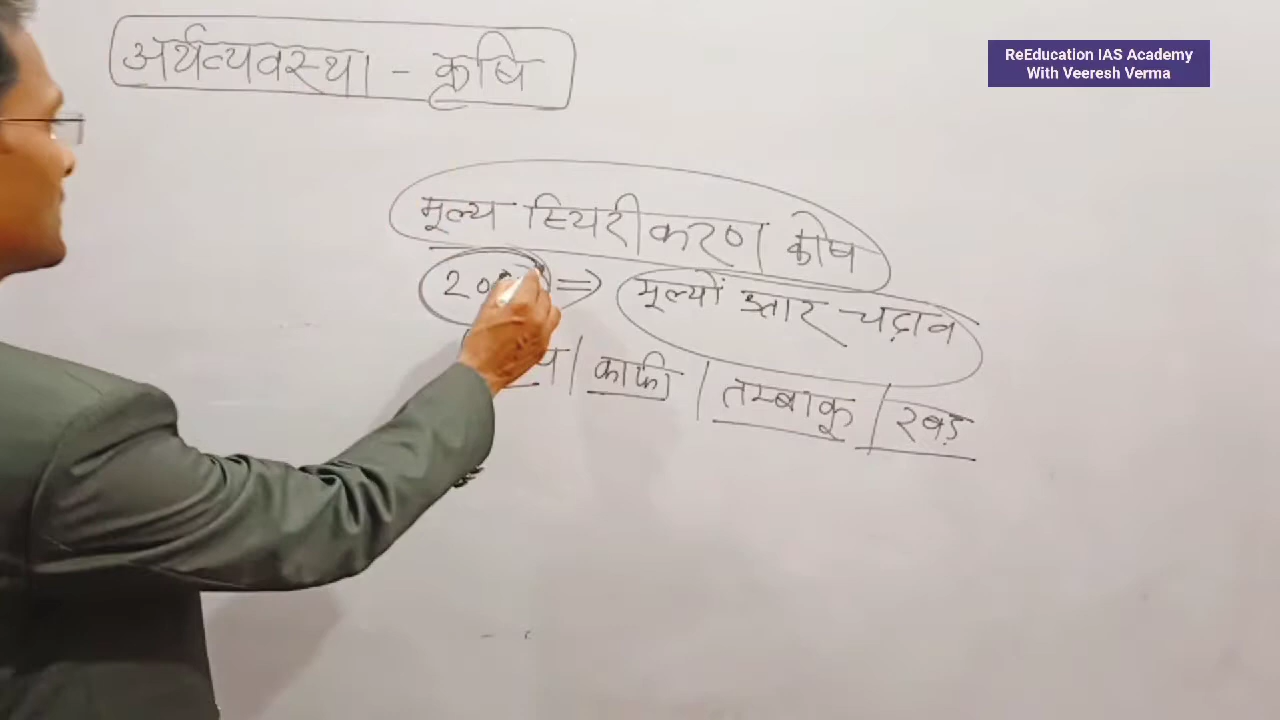 ReEducation IAS Academy
With Veeresh Verma
अर्थव्यवस्था - कृषि
मूल्य स्थिरीकरण कोष
⇒ मूल्यों उतार चढ़ाव
| काफी | तम्बाकू | रबड़